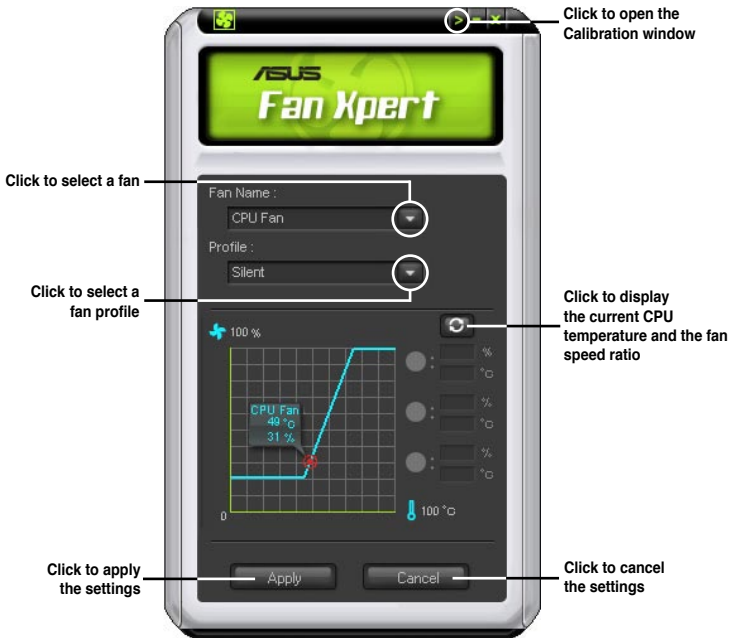 Click to open the
Calibration window
> - x
ASUS
Fan Xpert
Click to select a fan
Fan Name :
CPU Fan
Profile :
Silent
Click to select a
fan profile
Click to display
the current CPU
temperature and the fan
speed ratio
100 %
CPU Fan
49 °C
31 %
: %
°C
: %
°C
: %
°C
0
100 °C
Click to apply
the settings
Apply
Cancel
Click to cancel
the settings